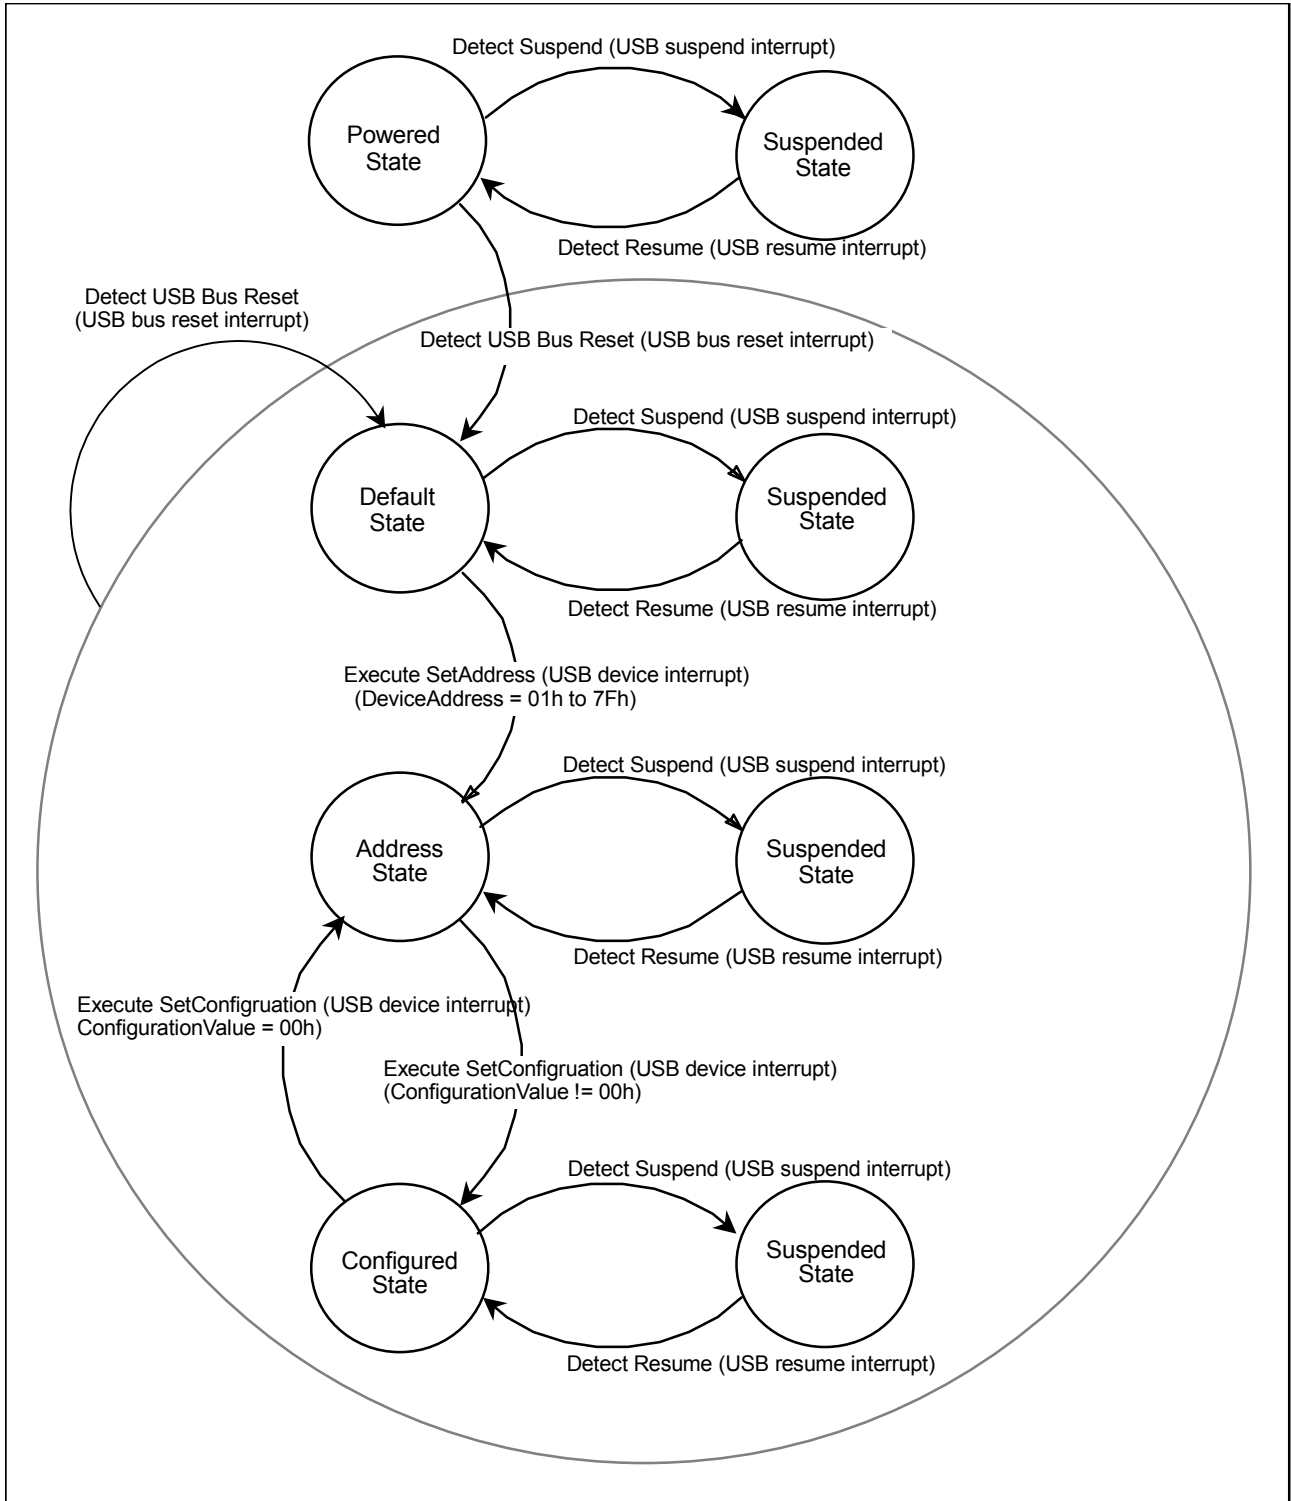 Detect Suspend (USB suspend interrupt)
Powered
State
Suspended
State
Detect Resume (USB resume interrupt)
Detect USB Bus Reset
(USB bus reset interrupt)
Detect USB Bus Reset (USB bus reset interrupt)
Detect Suspend (USB suspend interrupt)
Default
State
Suspended
State
Detect Resume (USB resume interrupt)
Execute SetAddress (USB device interrupt)
(DeviceAddress = 01h to 7Fh)
Detect Suspend (USB suspend interrupt)
Address
State
Suspended
State
Detect Resume (USB resume interrupt)
Execute SetConfigruation (USB device interrupt)
ConfigurationValue = 00h)
Execute SetConfigruation (USB device interrupt)
(ConfigurationValue != 00h)
Detect Suspend (USB suspend interrupt)
Configured
State
Suspended
State
Detect Resume (USB resume interrupt)